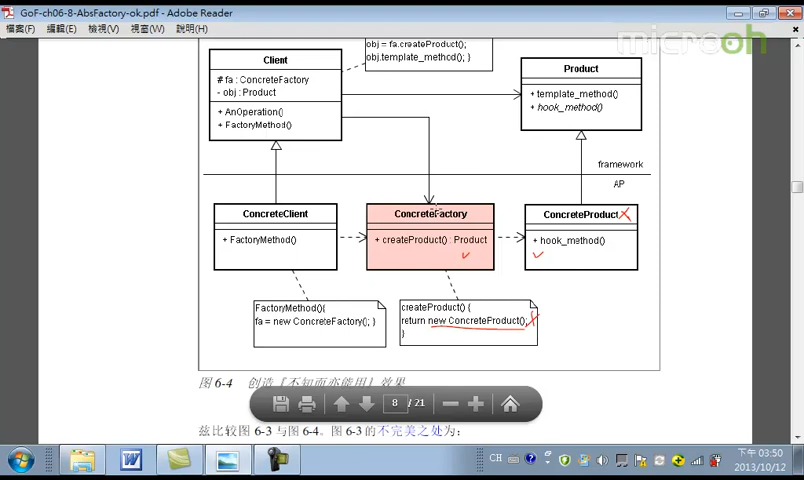 GoF-ch06-8-AbsFactory-ok.pdf - Adobe Reader
檔案(F) 編輯(E) 檢視(V) 視窗(W) 說明(H)
microoh
obj = fa.createProduct();
obj.template_method(); }
Client
# fa : ConcreteFactory
- obj : Product
+ AnOperation()
+ FactoryMethod()
Product
+ template_method()
+ hook_method()
framework
AP
ConcreteClient
+ FactoryMethod()
ConcreteFactory
+ createProduct() : Product
ConcreteProduct
+ hook_method()
FactoryMethod(){
fa = new ConcreteFactory(); }
createProduct() {
return new ConcreteProduct();
}
图 6-4 创造『不知而亦能用』效果
8 / 21
兹比较图 6-3 与图 6-4。图 6-3 的不完美之处为:
CH
下午 03:50
2013/10/12